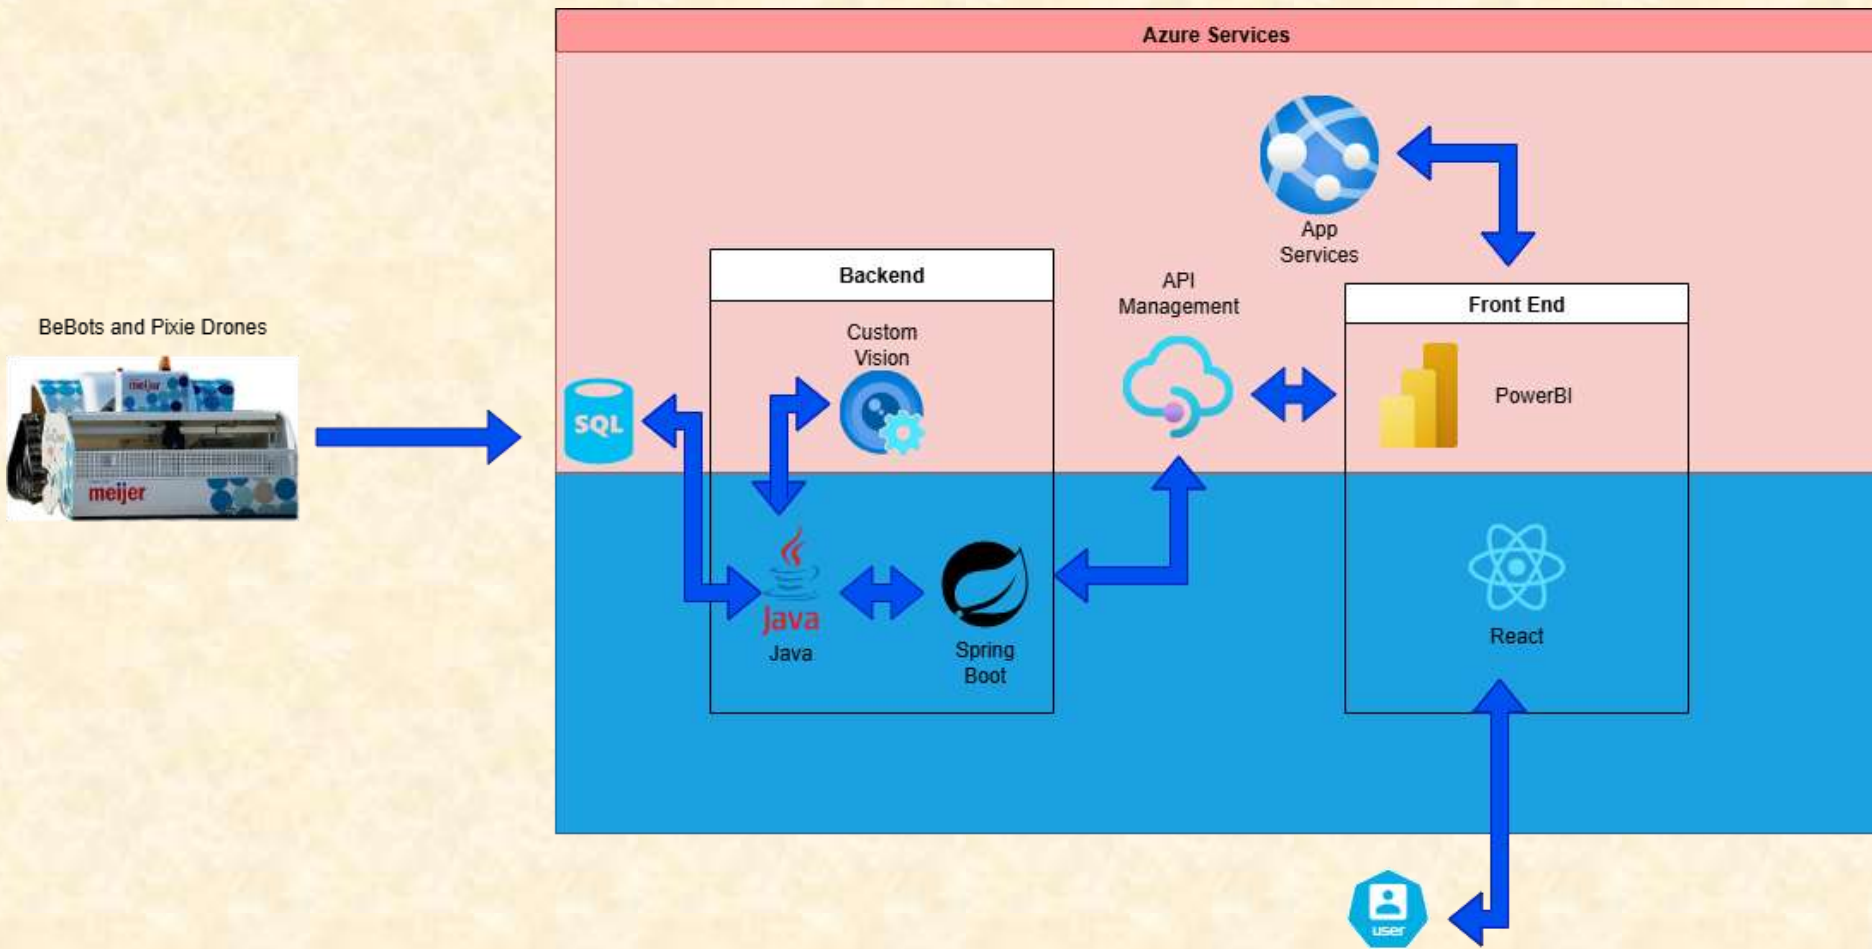 Azure Services
App
Services
Backend
API
Management
Front End
BeBots and Pixie Drones
Custom
Vision
meijer
PowerBI
SQL
meijer
Java
Java
Spring
Boot
React
user